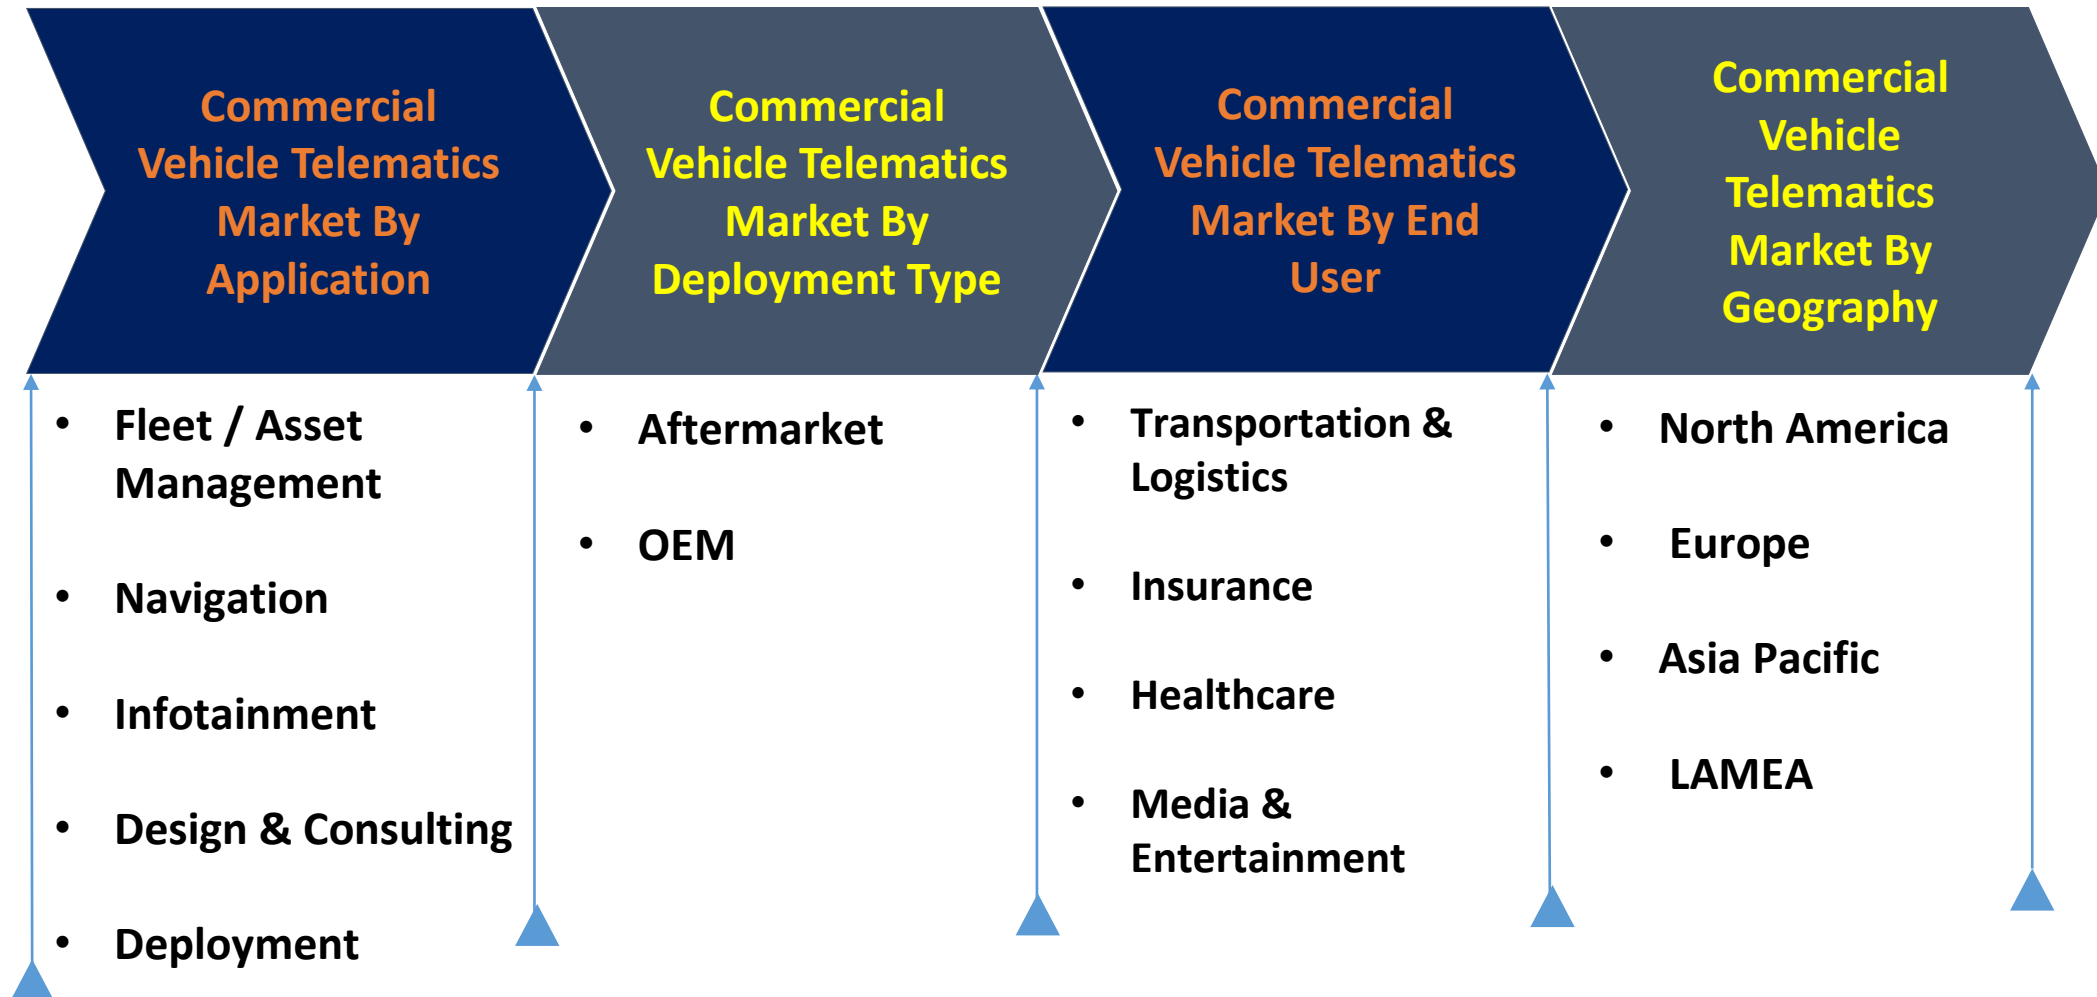 Commercial
Vehicle Telematics
Market By
Application
Commercial
Vehicle Telematics
Market By
Deployment Type
Commercial
Vehicle Telematics
Market By End
User
Commercial
Vehicle
Telematics
Market By
Geography
• Fleet / Asset
Management
• Navigation
• Infotainment
• Design & Consulting
• Deployment
• Aftermarket
• OEM
• Transportation &
Logistics
• Insurance
• Healthcare
• Media &
Entertainment
• North America
• Europe
• Asia Pacific
• LAMEA